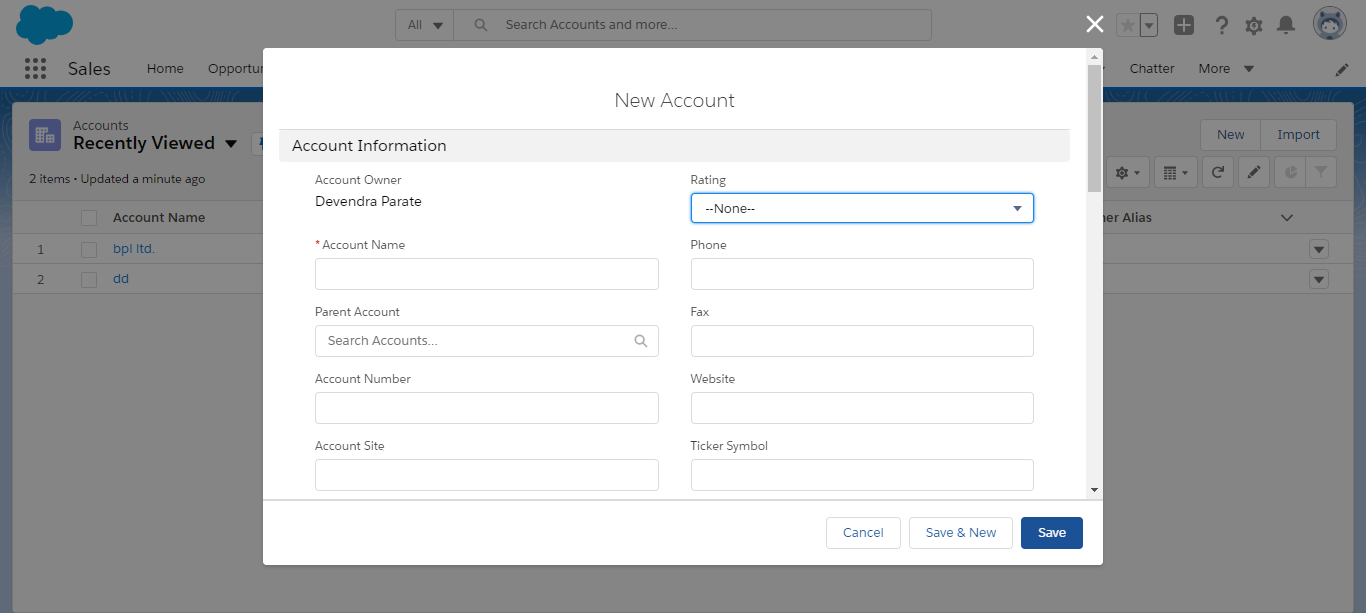 All
Search Accounts and more...
Sales
Home
Chatter
More
Accounts
Recently Viewed
New
Import
2 items • Updated a minute ago
Account Name
1
bpl ltd.
2
dd
New Account
Account Information
Account Owner
Rating
Devendra Parate
--None--
* Account Name
Phone
Parent Account
Fax
Search Accounts...
Account Number
Website
Account Site
Ticker Symbol
Cancel
Save & New
Save
Alias